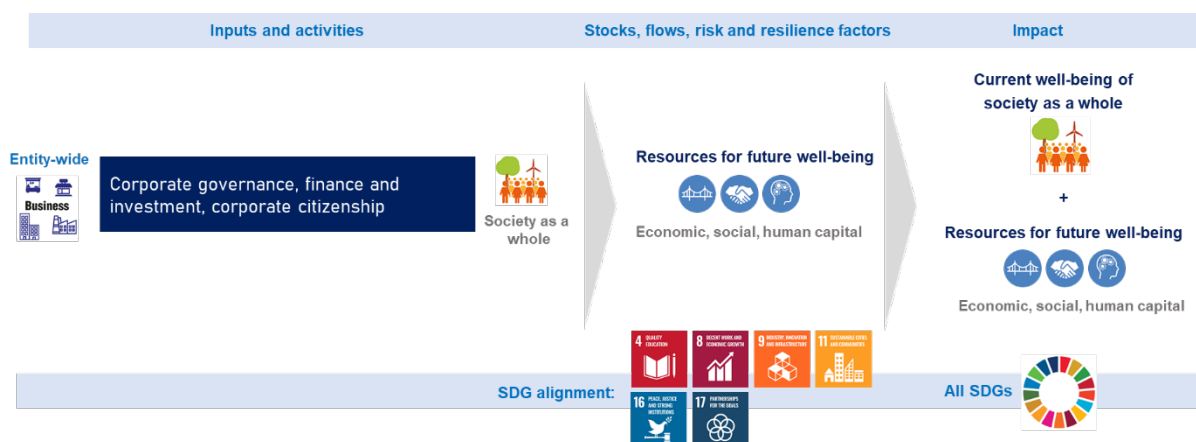 Inputs and activities
Stocks, flows, risk and resilience factors
Impact
Current well-being of
society as a whole
Entity-wide
Business
Corporate governance, finance and
investment, corporate citizenship
Society as a
whole
Resources for future well-being
Economic, social, human capital
+
Resources for future well-being
Economic, social, human capital
4 QUALITY
EDUCATION
8 DECENT WORK AND
ECONOMIC GROWTH
9 INDUSTRY, INNOVATION
AND INFRASTRUCTURE
11 SUSTAINABLE CITIES
AND COMMUNITIES
SDG alignment:
All SDGs
16 PEACE, JUSTICE
AND STRONG
INSTITUTIONS
17 PARTNERSHIPS
FOR THE GOALS